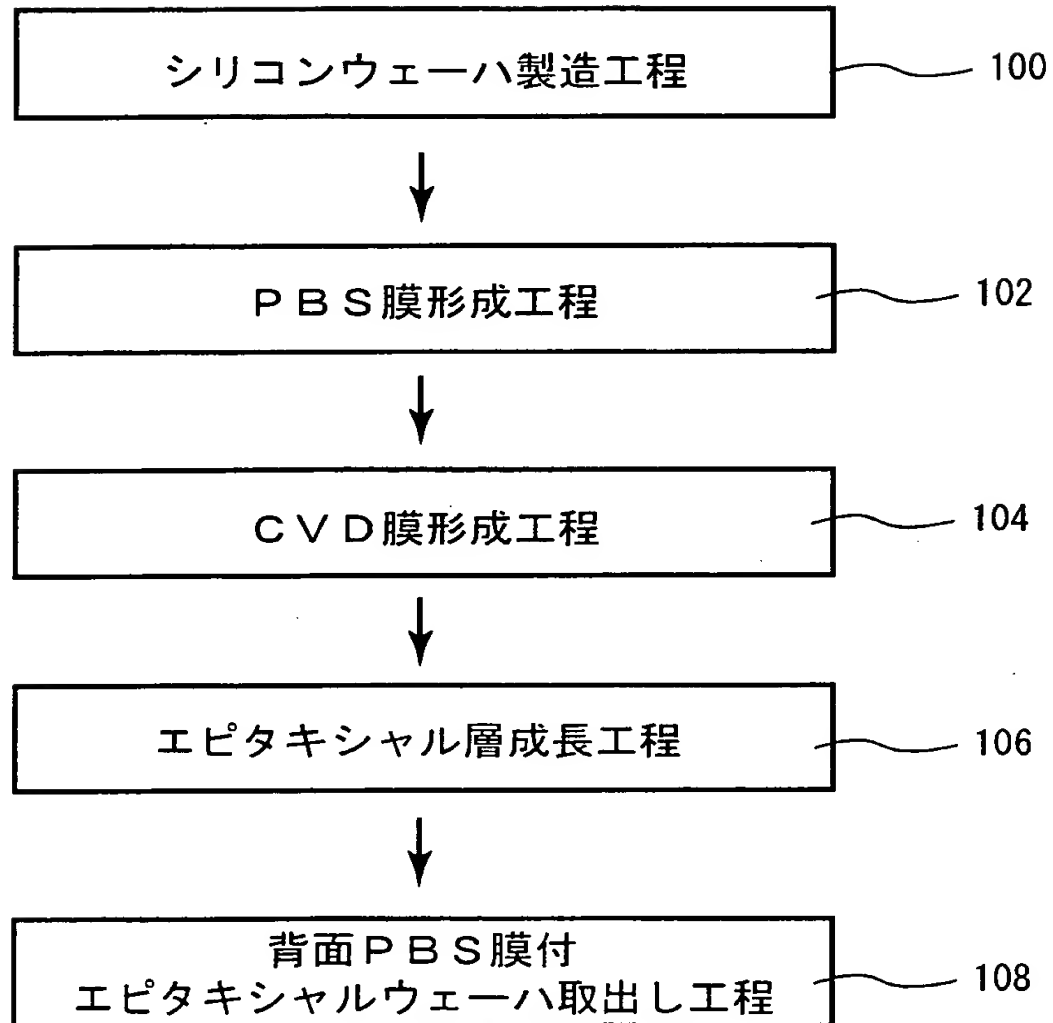 シリコンウェーハ製造工程 100
ＰＢＳ膜形成工程 102
ＣＶＤ膜形成工程 104
エピタキシャル層成長工程 106
背面ＰＢＳ膜付
エピタキシャルウェーハ取出し工程 108